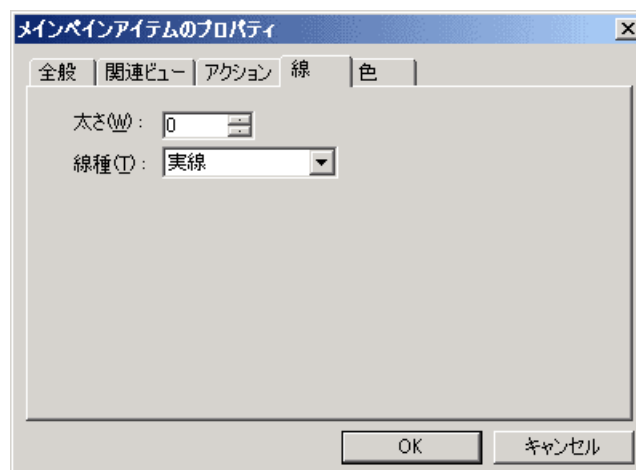 メインペインアイテムのプロパティ
全般 関連ビュー アクション 線 色
太さ(W): 0
線種(T): 実線
OK キャンセル